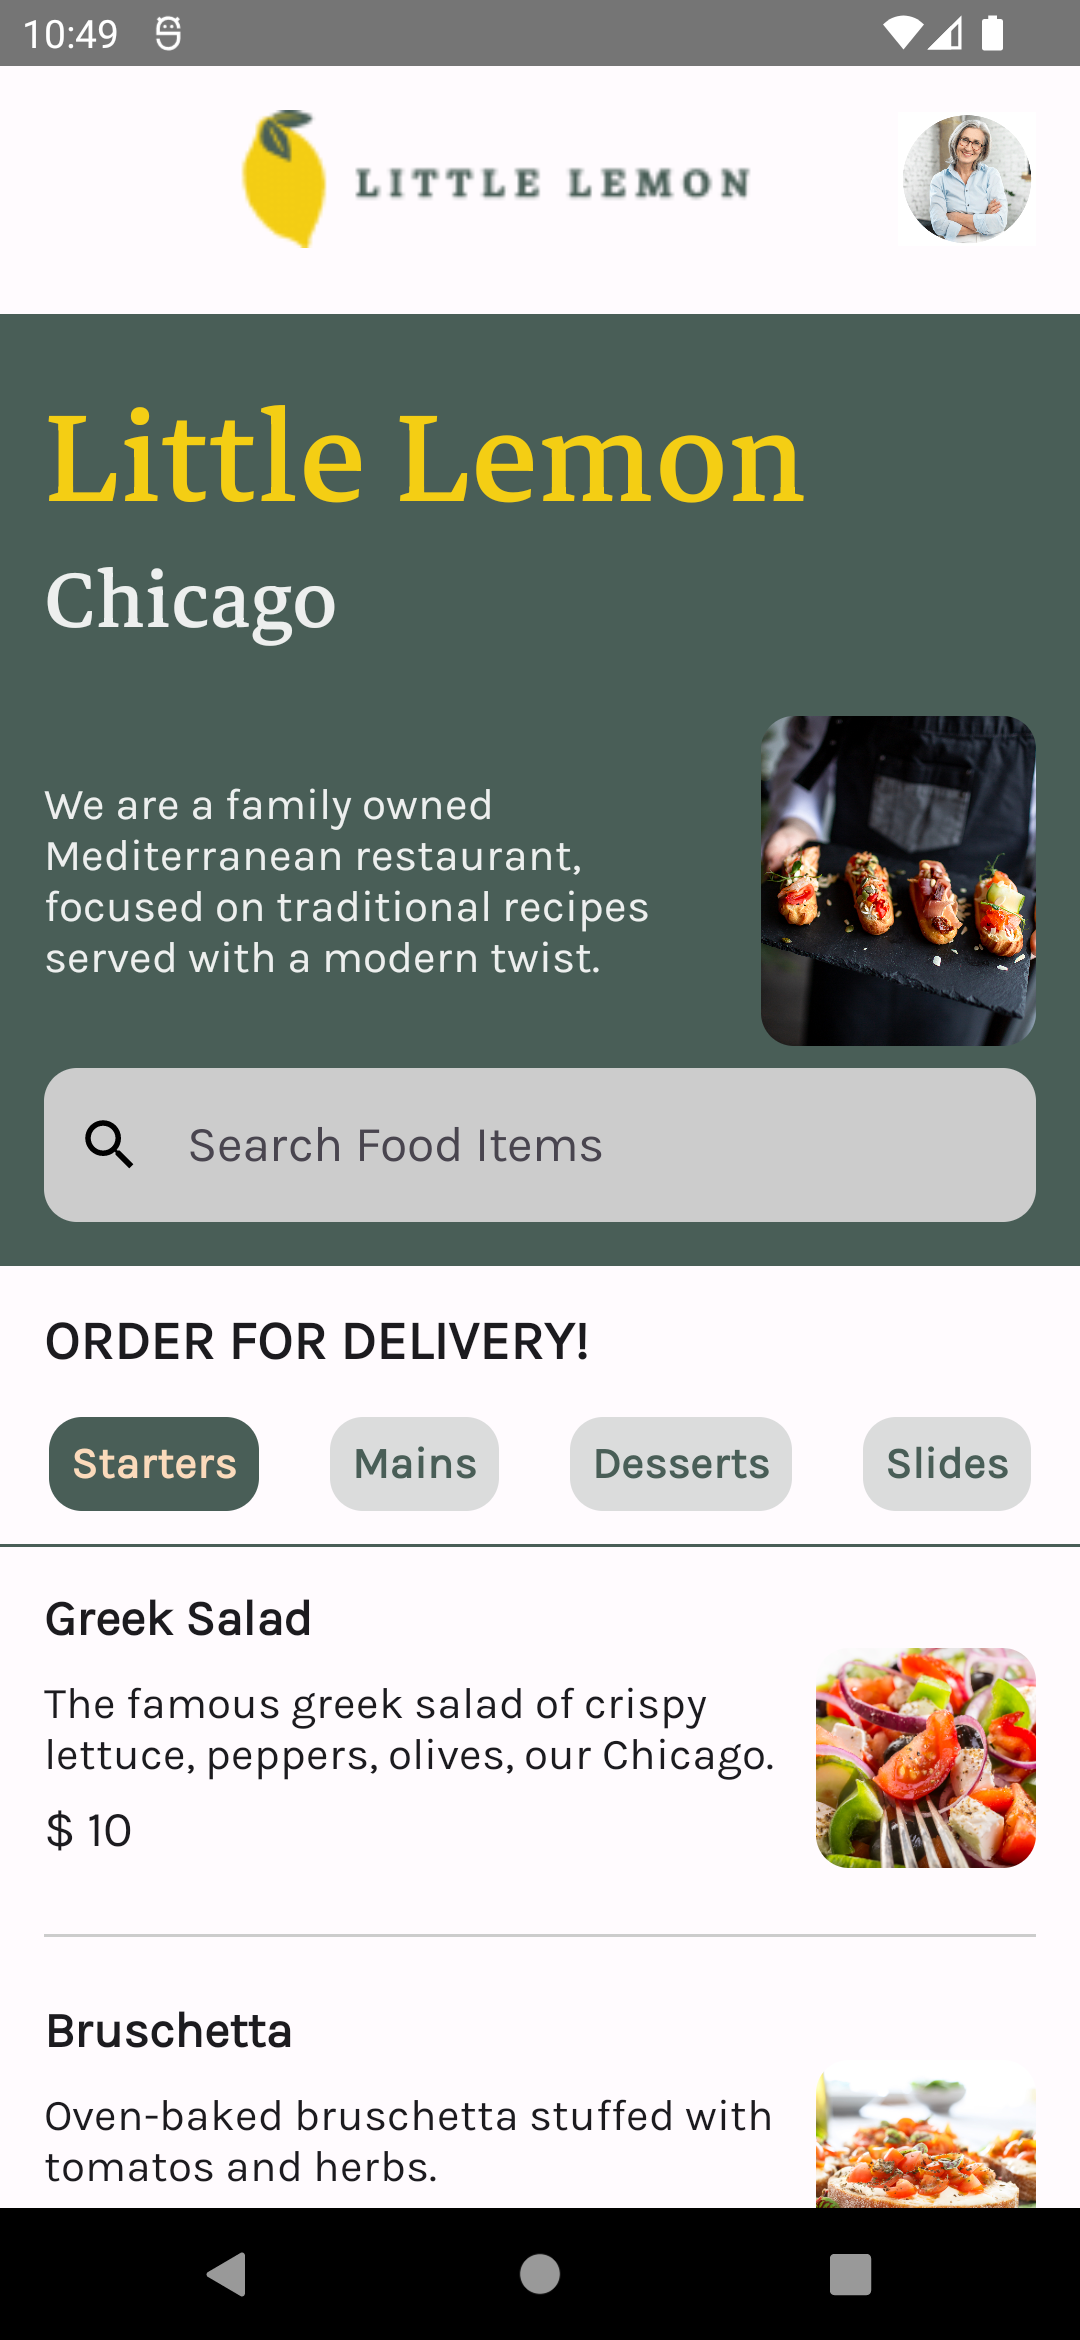 10:49
LITTLE LEMON
Little Lemon
Chicago
We are a family owned
Mediterranean restaurant,
focused on traditional recipes
served with a modern twist.
Search Food Items
ORDER FOR DELIVERY!
Starters Mains Desserts Slides
Greek Salad
The famous greek salad of crispy
lettuce, peppers, olives, our Chicago.
$ 10
Bruschetta
Oven-baked bruschetta stuffed with
tomatos and herbs.